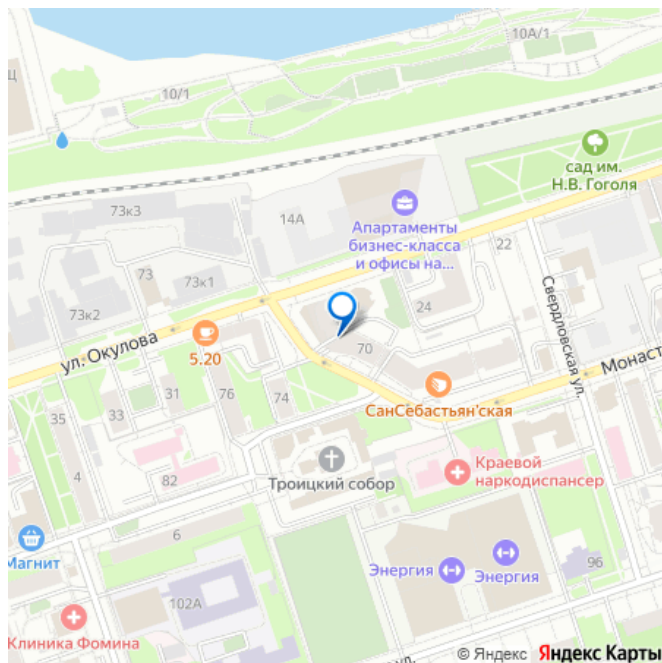 10А/1
Щ
10/1
сад им.
Н.В. Гоголя
73к3
14А
Апартаменты
бизнес-класса
и офисы на...
22
73
73к1
24
73к2
Свердловская ул.
ул. Окулова
5.20
70
Монаст
31
76
74
СанСебастьян'ская
35
33
4
82
Троицкий собор
Краевой
наркодиспансер
6
Магнит
Энергия
Энергия
96
102А
Клиника Фомина
ул.
© Яндекс Яндекс Карты